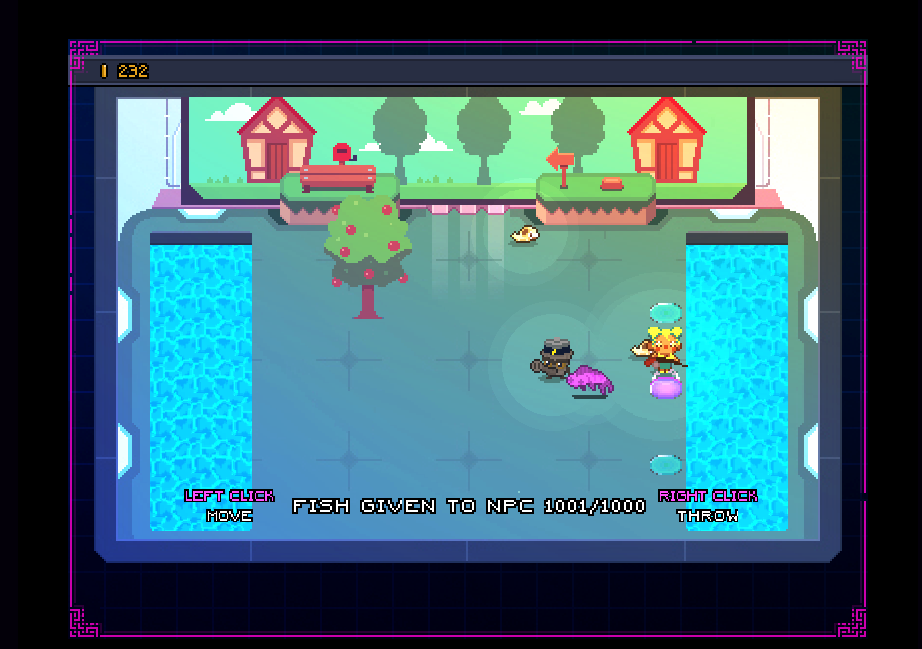 232
LEFT CLICK
MOVE
FISH GIVEN TO NPC 1001/1000
RIGHT CLICK
THROW